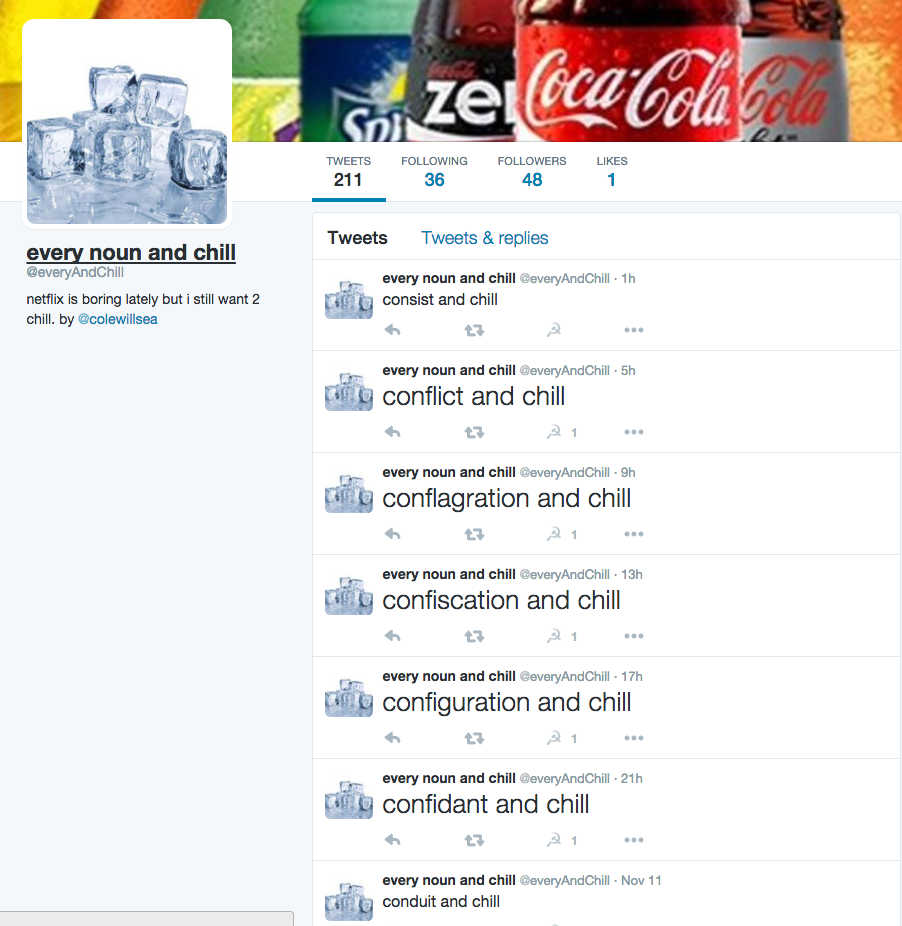 Spr
Coca-Cola
zer
Coca-Cola
Coca-Cola
TWEETS
FOLLOWING
FOLLOWERS
LIKES
211
36
48
1
every noun and chill
@everyAndChill
netflix is boring lately but i still want 2
chill. by @colewillsea
Tweets
Tweets & replies
every noun and chill @everyAndChill · 1h
consist and chill
every noun and chill @everyAndChill · 5h
conflict and chill
1
every noun and chill @everyAndChill · 9h
conflagration and chill
1
every noun and chill @everyAndChill · 13h
confiscation and chill
1
every noun and chill @everyAndChill · 17h
configuration and chill
1
every noun and chill @everyAndChill · 21h
confidant and chill
1
every noun and chill @everyAndChill · Nov 11
conduit and chill